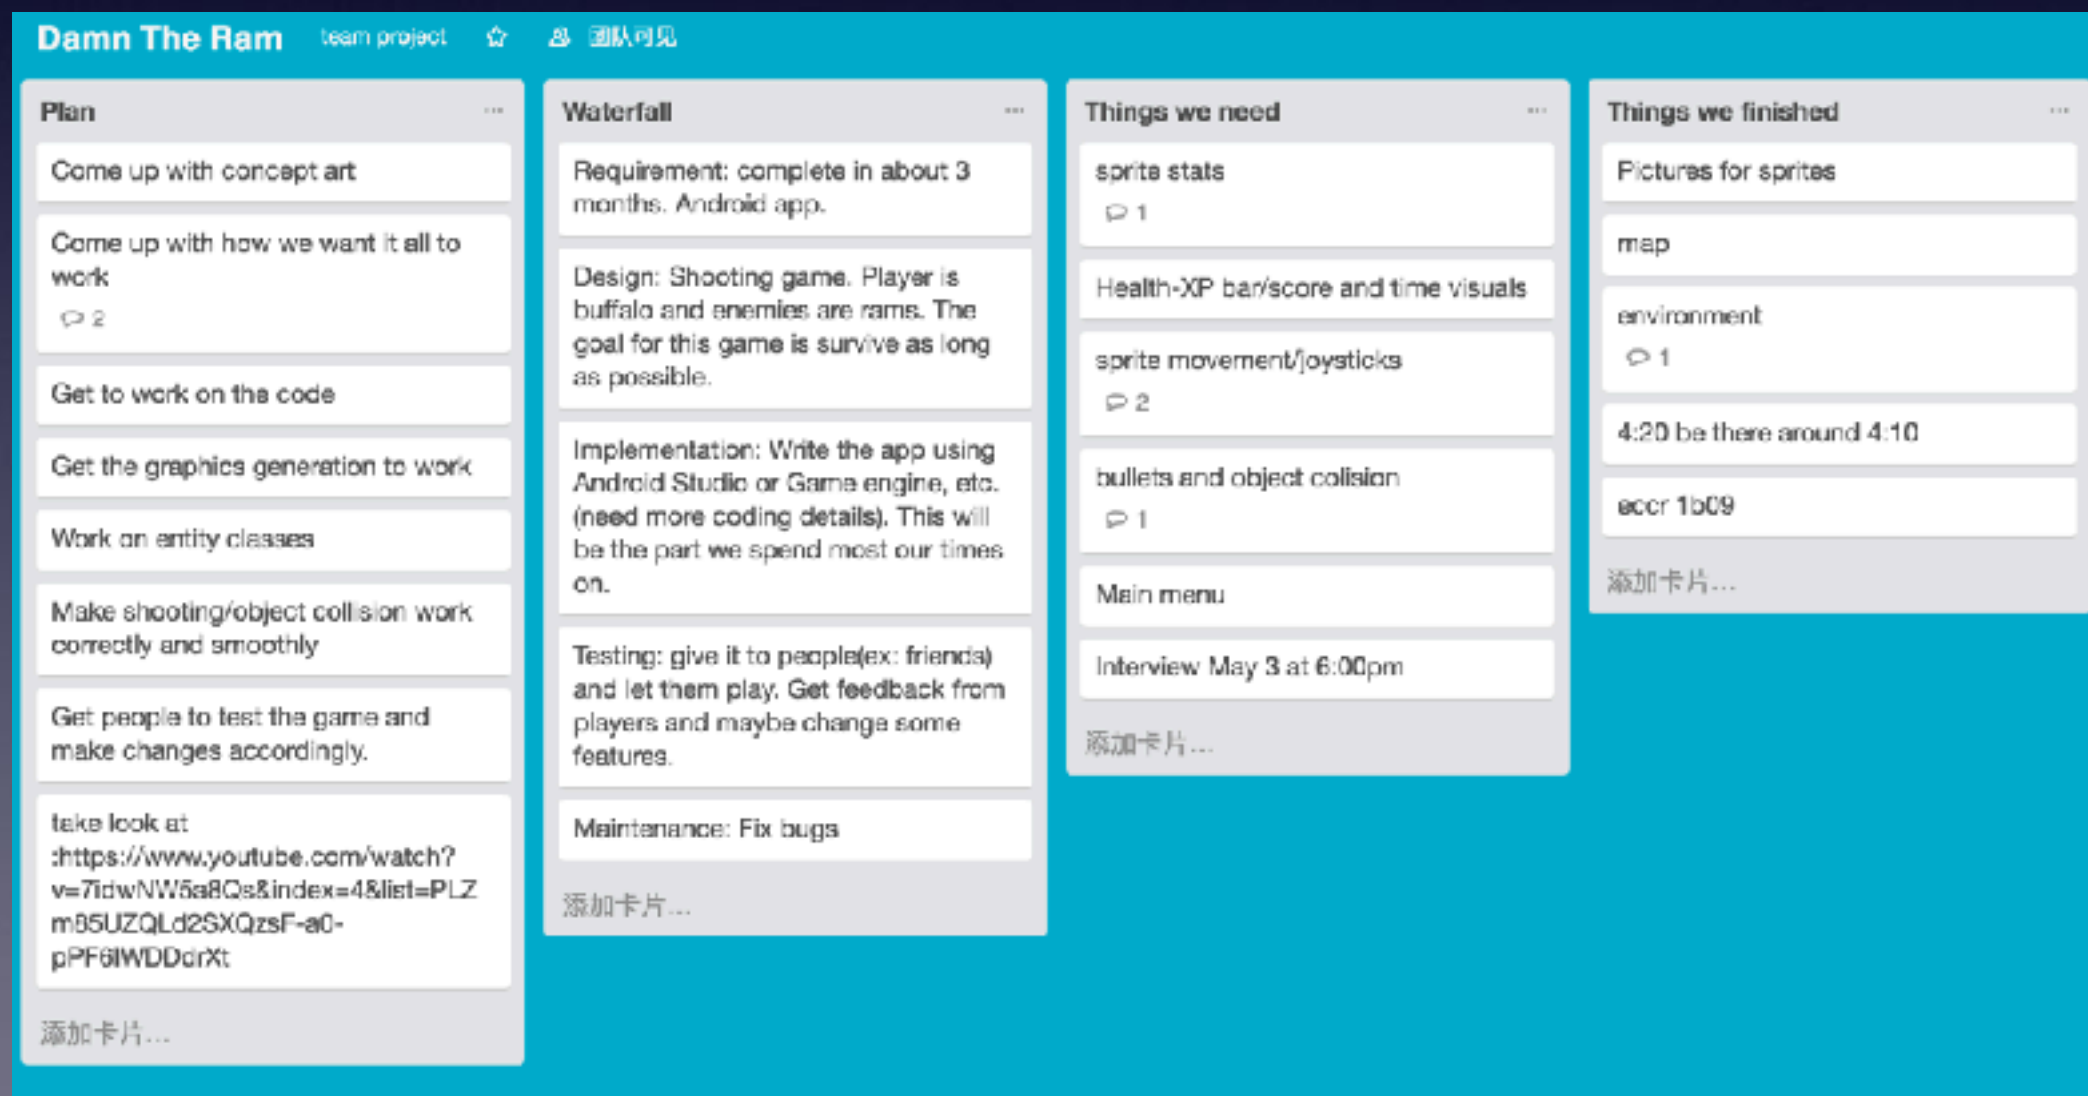 Damn The Ram team project 团队可见
Plan
Come up with concept art
Come up with how we want it all to
work
2
Get to work on the code
Get the graphics generation to work
Work on entity classes
Make shooting/object collision work
correctly and smoothly
Get people to test the game and
make changes accordingly.
take look at
:https://www.youtube.com/watch?
v=7idwNW5a8Qs&index=4&list=PLZ
m85UZQLd2SXQzsF-a0-
pPF6IWDDdrXt
添加卡片...
Waterfall
Requirement: complete in about 3
months. Android app.
Design: Shooting game. Player is
buffalo and enemies are rams. The
goal for this game is survive as long
as possible.
Implementation: Write the app using
Android Studio or Game engine, etc.
(need more coding details). This will
be the part we spend most our times
on.
Testing: give it to people(ex: friends)
and let them play. Get feedback from
players and maybe change some
features.
Maintenance: Fix bugs
添加卡片...
Things we need
sprite stats
1
Health-XP bar/score and time visuals
sprite movement/joysticks
2
bullets and object colision
1
Main menu
Interview May 3 at 6:00pm
添加卡片...
Things we finished
Pictures for sprites
map
environment
1
4:20 be there around 4:10
eccr 1b09
添加卡片...